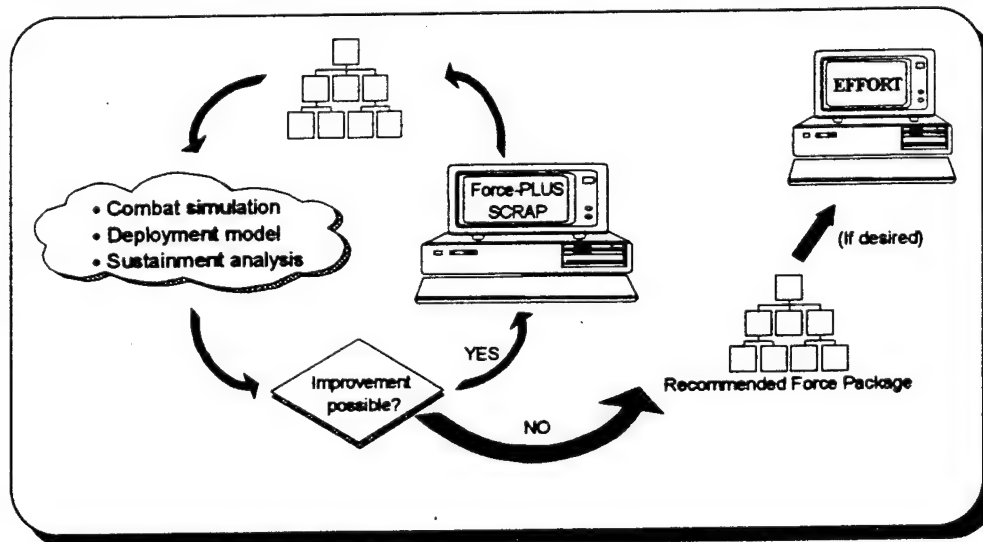 EFFORT
Force-PLUS
SCRAP
• Combat simulation
• Deployment model
• Sustainment analysis
(If desired)
YES
Improvement
possible?
Recommended Force Package
NO